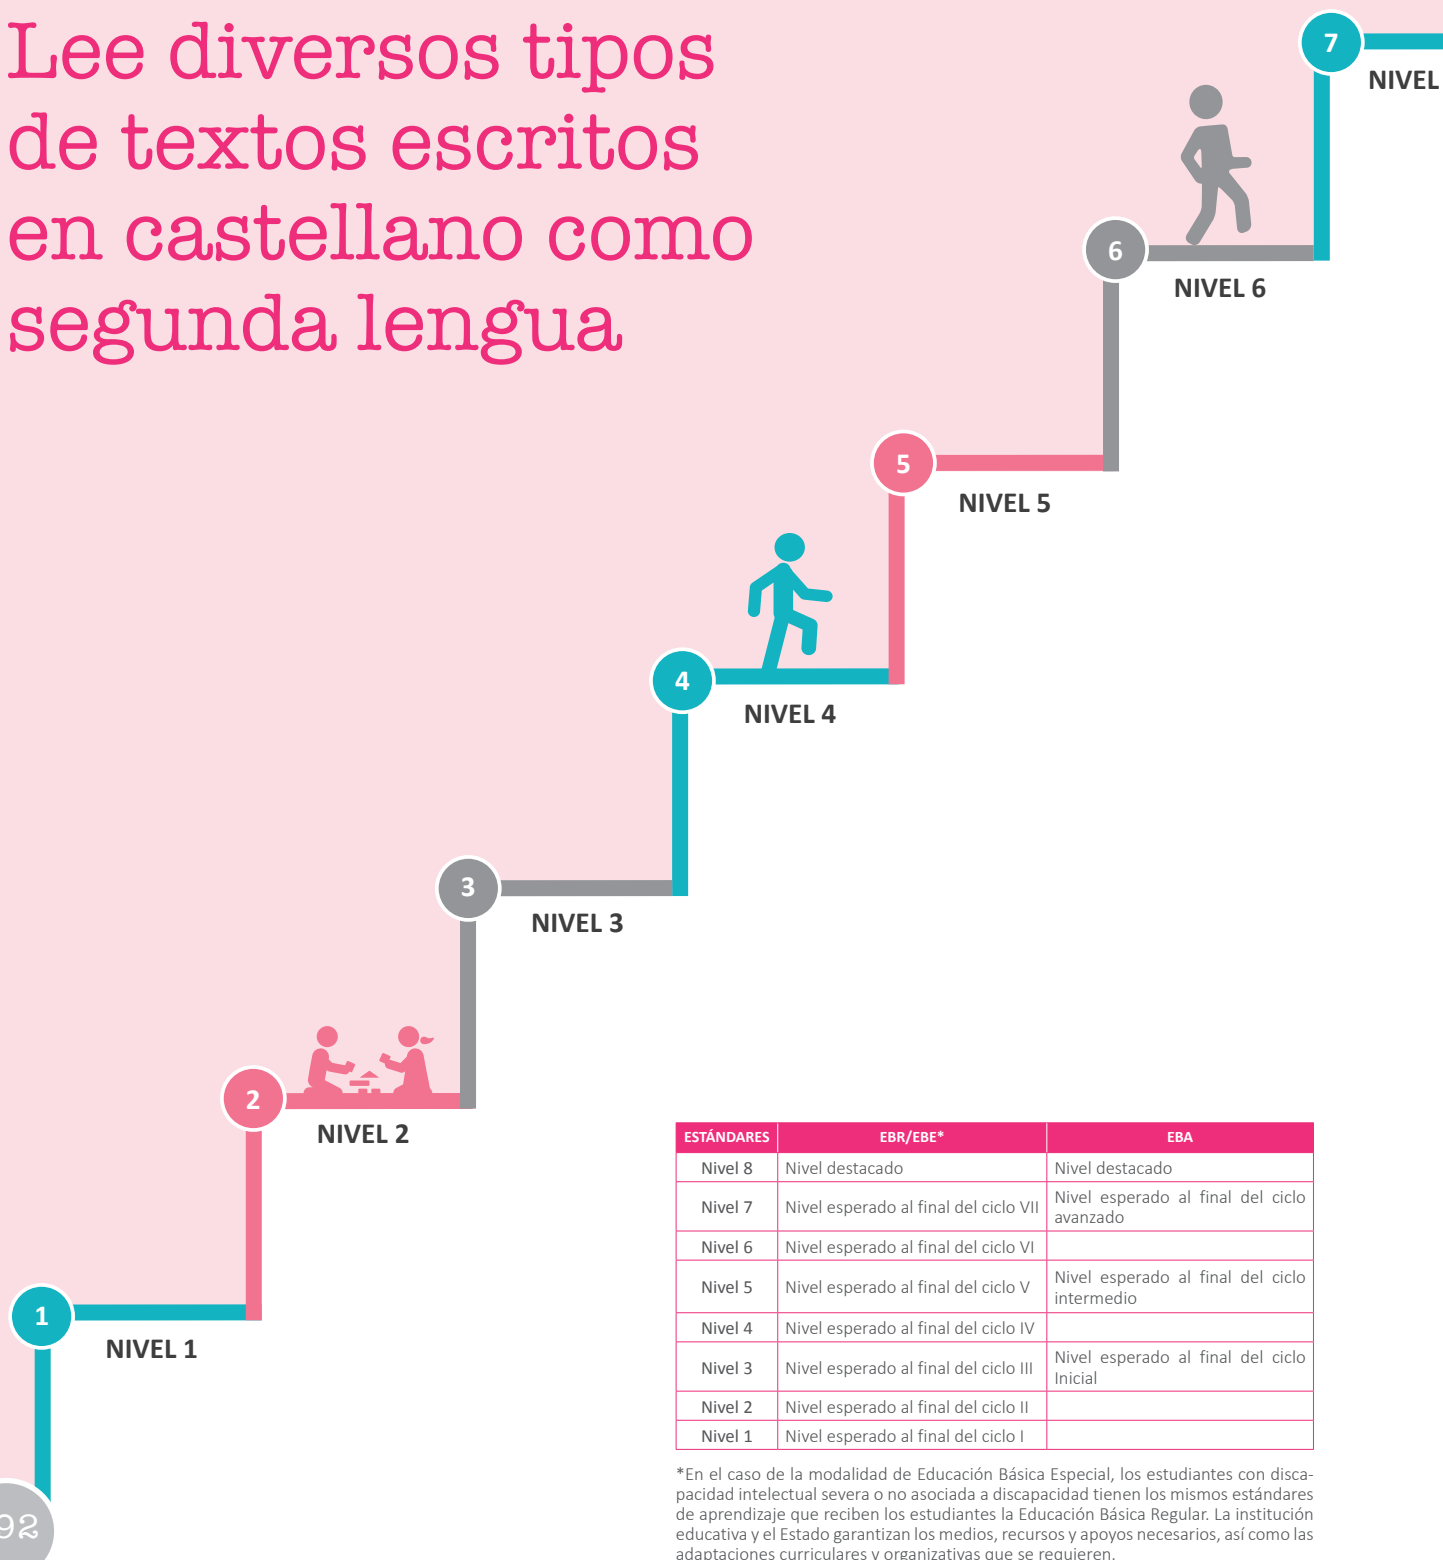 Lee diversos tipos
de textos escritos
en castellano como
segunda lengua
7
NIVEL
6
NIVEL 6
5
NIVEL 5
4
NIVEL 4
3
NIVEL 3
2
NIVEL 2
1
NIVEL 1
ESTÁNDARES EBR/EBE* EBA
Nivel 8 Nivel destacado Nivel destacado
Nivel 7 Nivel esperado al final del ciclo VII Nivel esperado al final del ciclo
avanzado
Nivel 6 Nivel esperado al final del ciclo VI
Nivel 5 Nivel esperado al final del ciclo V Nivel esperado al final del ciclo
intermedio
Nivel 4 Nivel esperado al final del ciclo IV
Nivel 3 Nivel esperado al final del ciclo III Nivel esperado al final del ciclo
Inicial
Nivel 2 Nivel esperado al final del ciclo II
Nivel 1 Nivel esperado al final del ciclo I
*En el caso de la modalidad de Educación Básica Especial, los estudiantes con disca-
pacidad intelectual severa o no asociada a discapacidad tienen los mismos estándares
de aprendizaje que reciben los estudiantes la Educación Básica Regular. La institución
educativa y el Estado garantizan los medios, recursos y apoyos necesarios, así como las
adaptaciones curriculares y organizativas que se requieren.
92